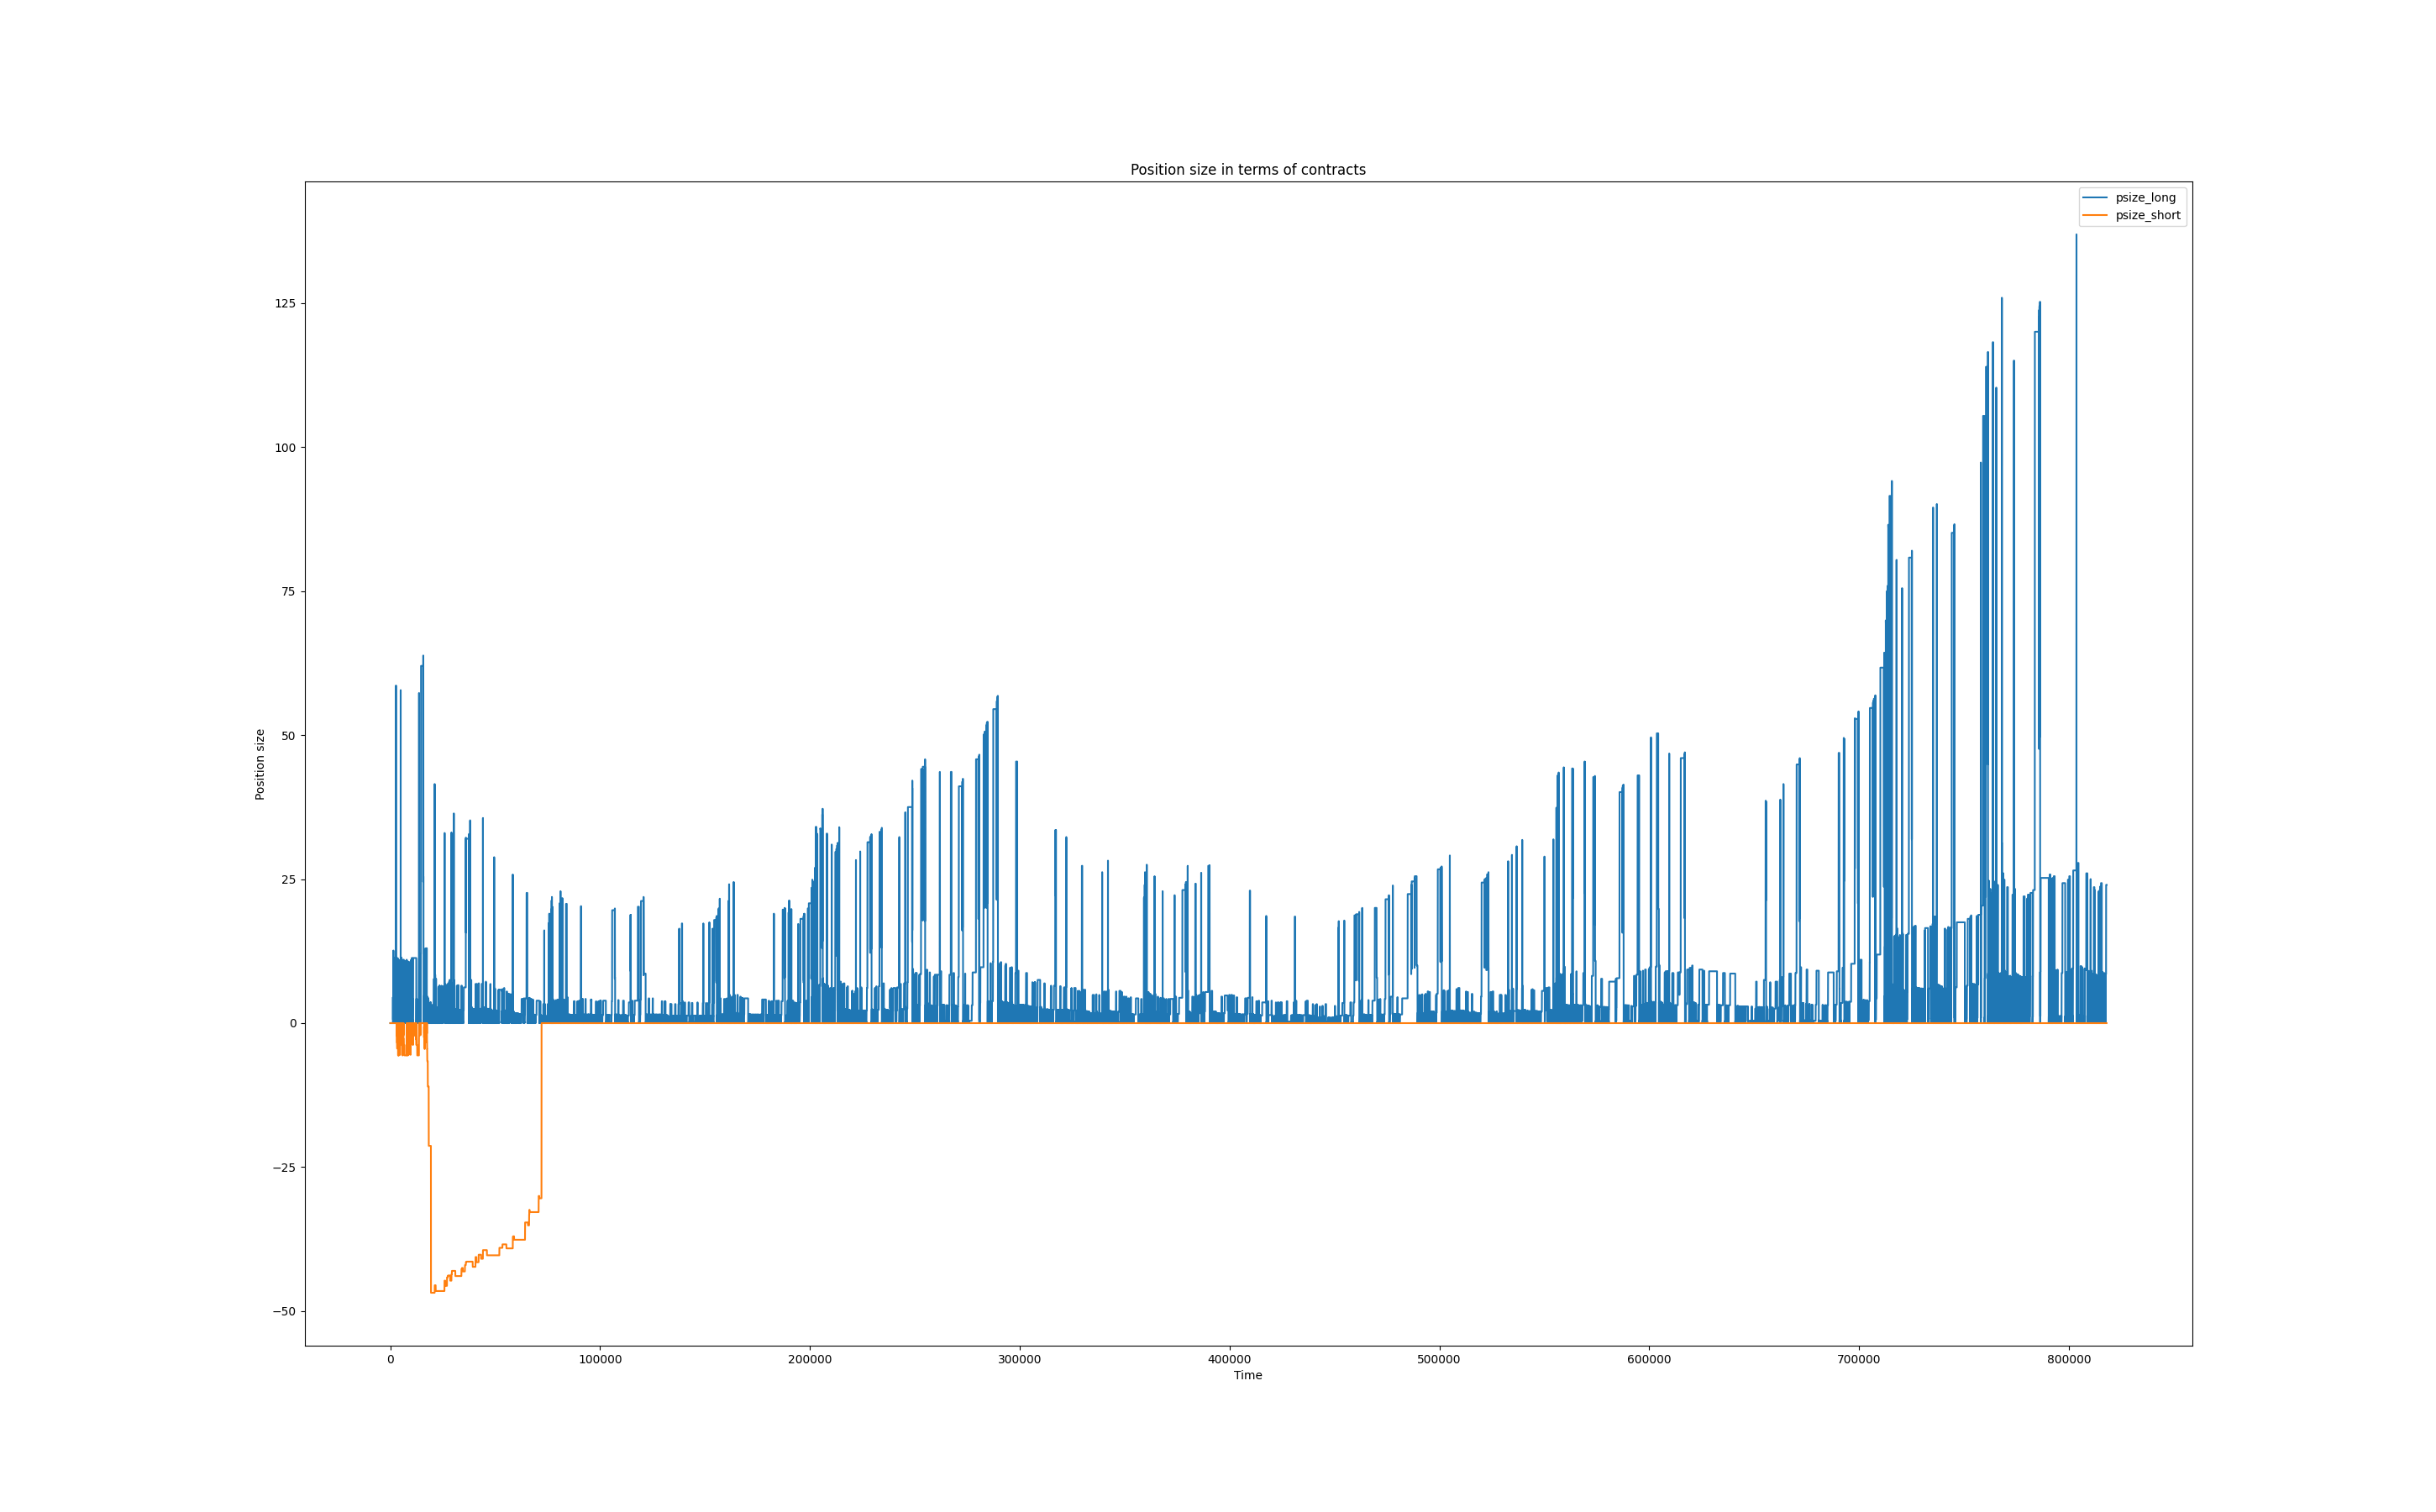 Position size in terms of contracts
psize_long
psize_short
125
100
75
50
25
0
−25
−50
Position size
0 100000 200000 300000 400000 500000 600000 700000 800000
Time